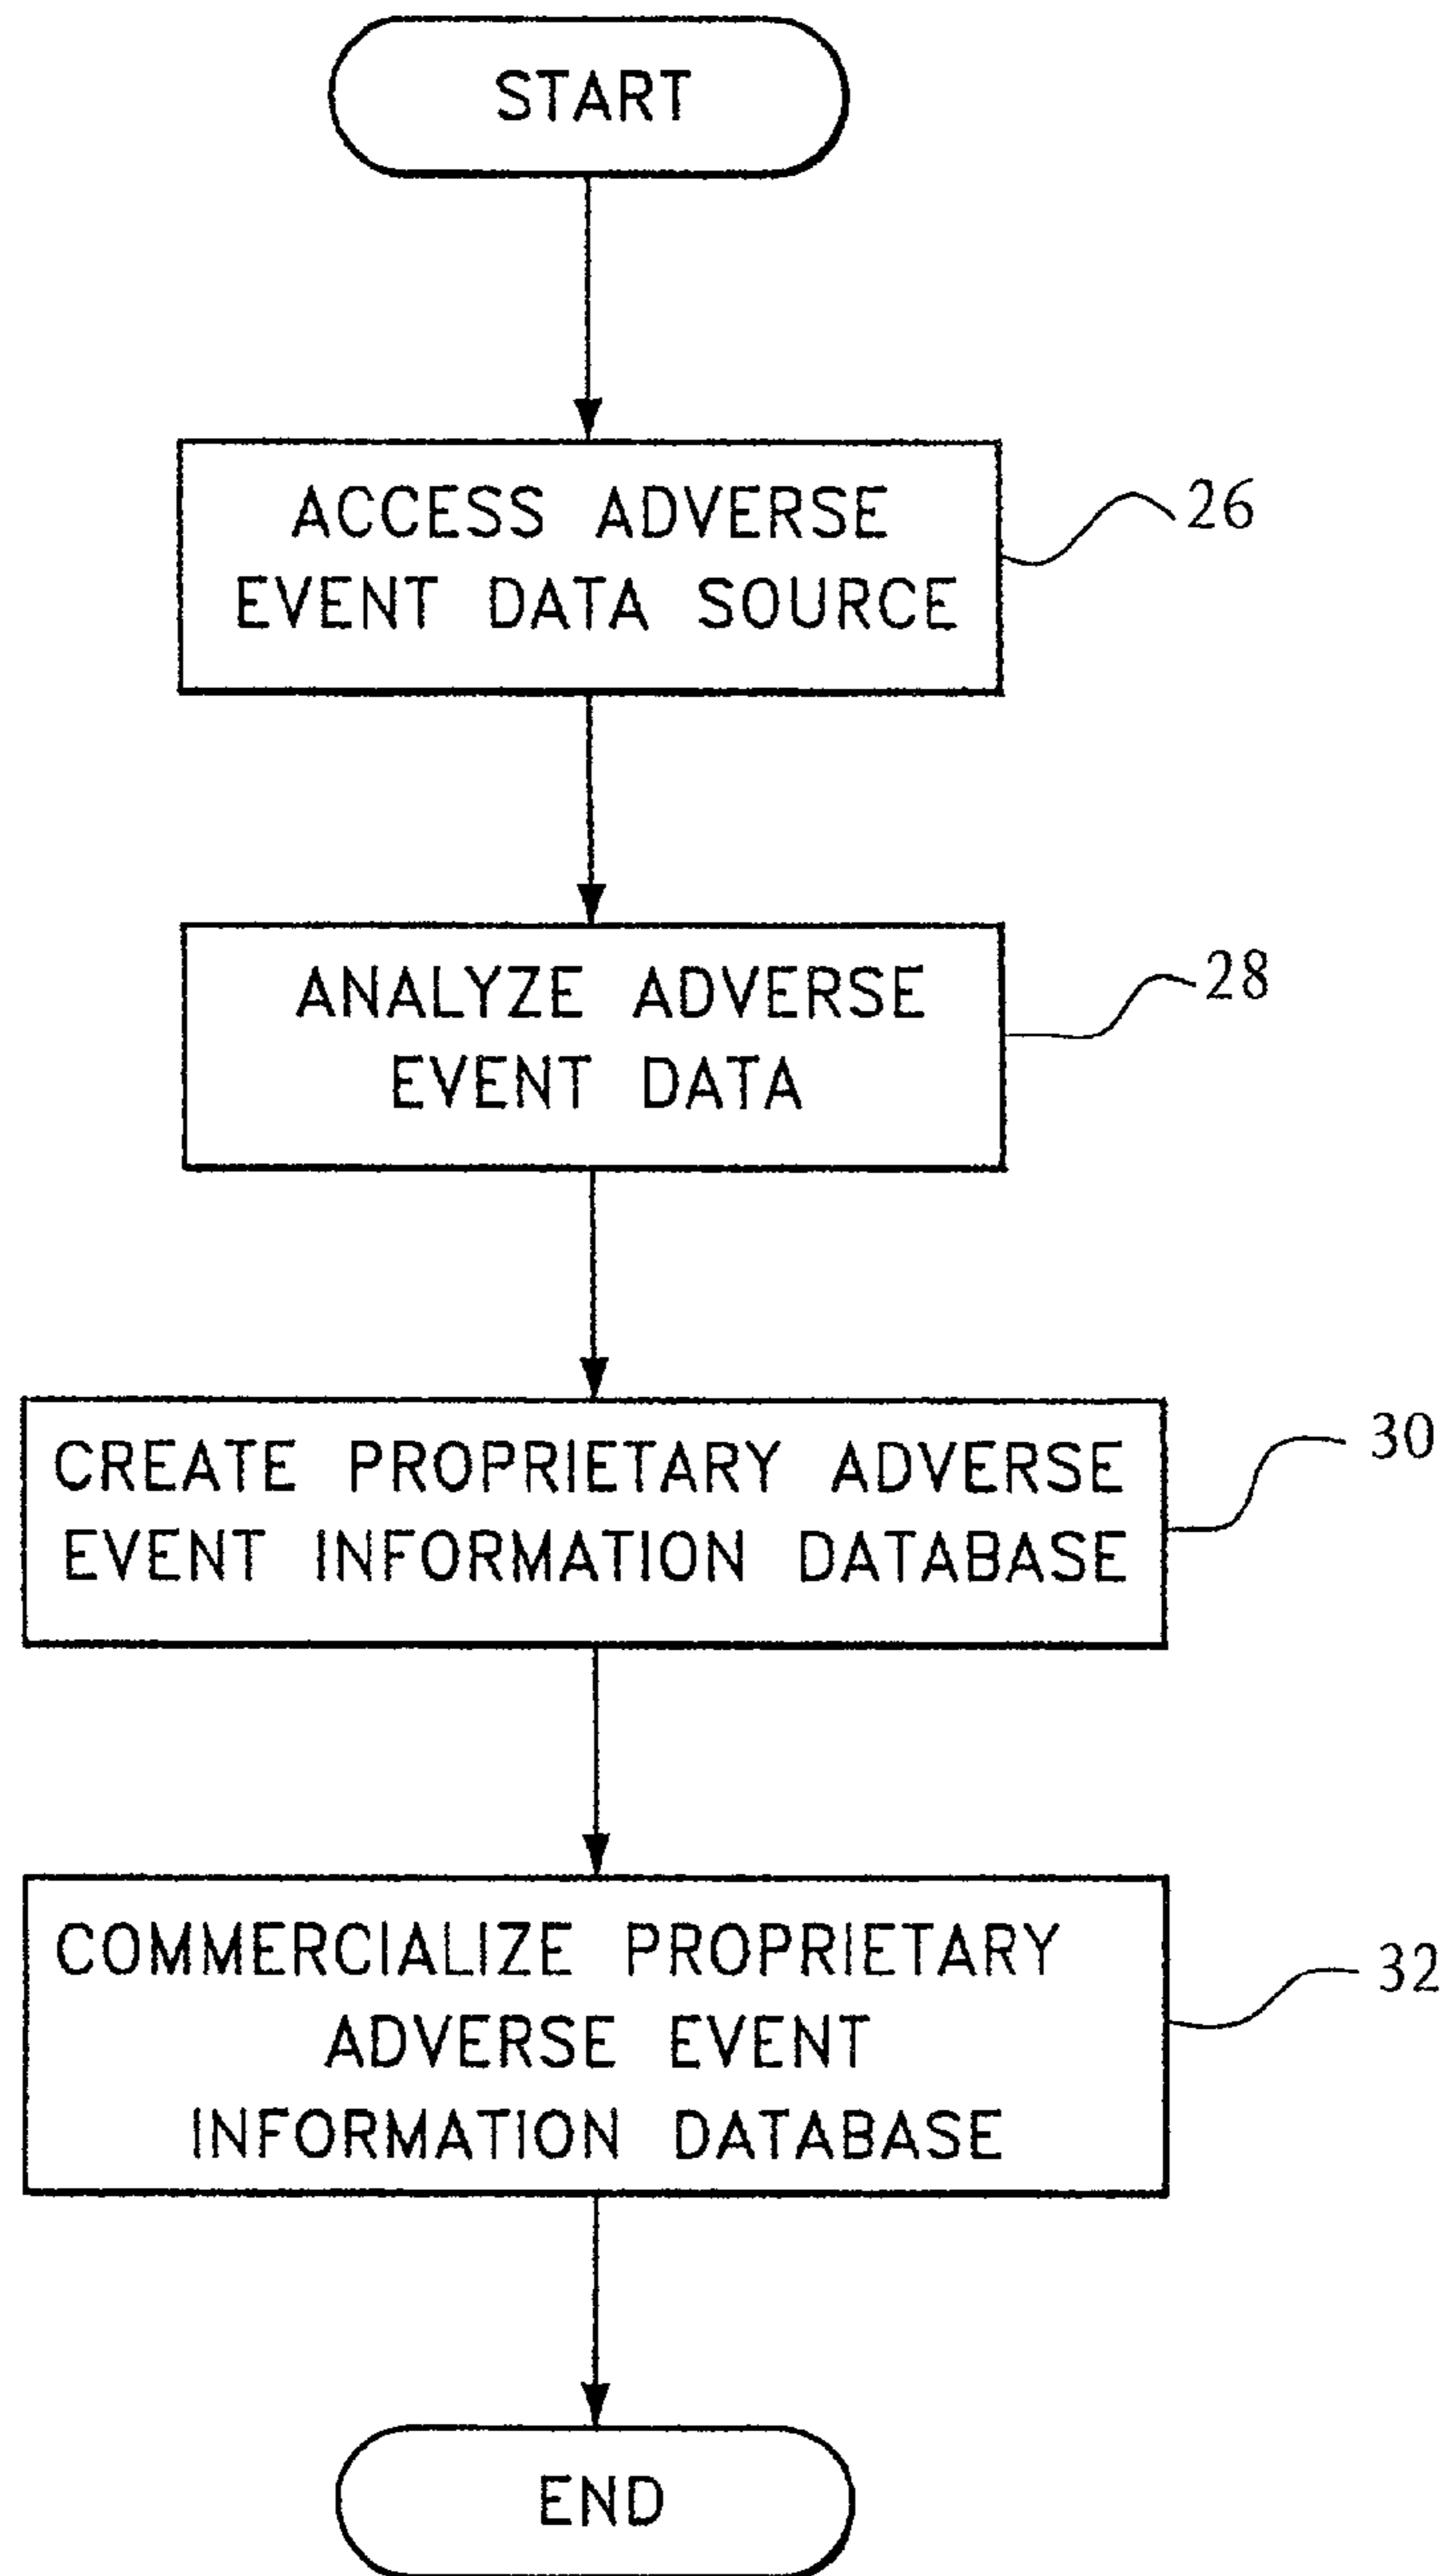 START
ACCESS ADVERSE
EVENT DATA SOURCE
26
ANALYZE ADVERSE
EVENT DATA
28
CREATE PROPRIETARY ADVERSE
EVENT INFORMATION DATABASE
30
COMMERCIALIZE PROPRIETARY
ADVERSE EVENT
INFORMATION DATABASE
32
END